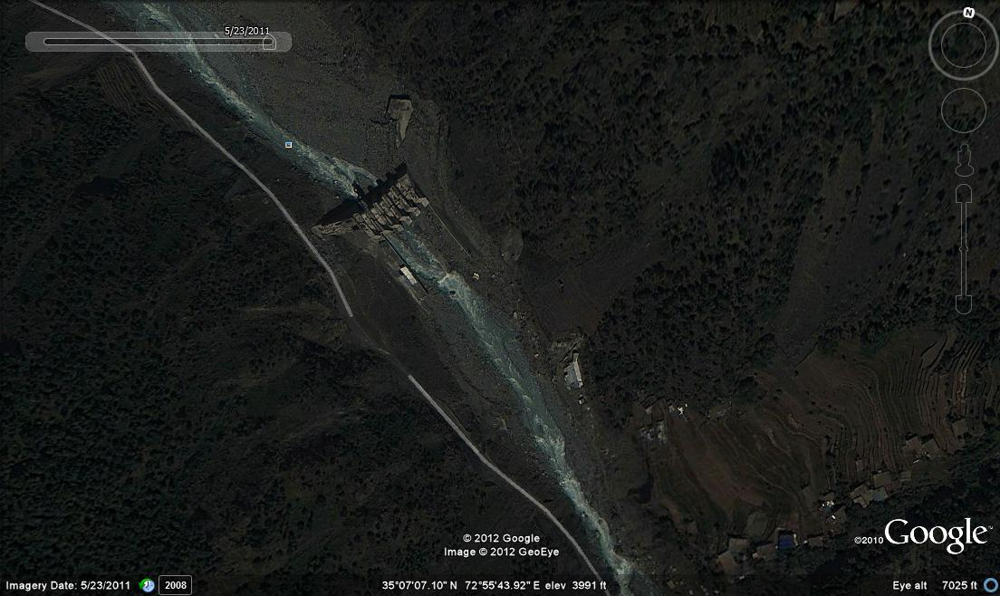 N
5/23/2011
© 2012 Google
Image © 2012 GeoEye
©2010 Google™
Imagery Date: 5/23/2011 2008 35°07'07.10" N 72°55'43.92" E elev 3991 ft Eye alt 7025 ft